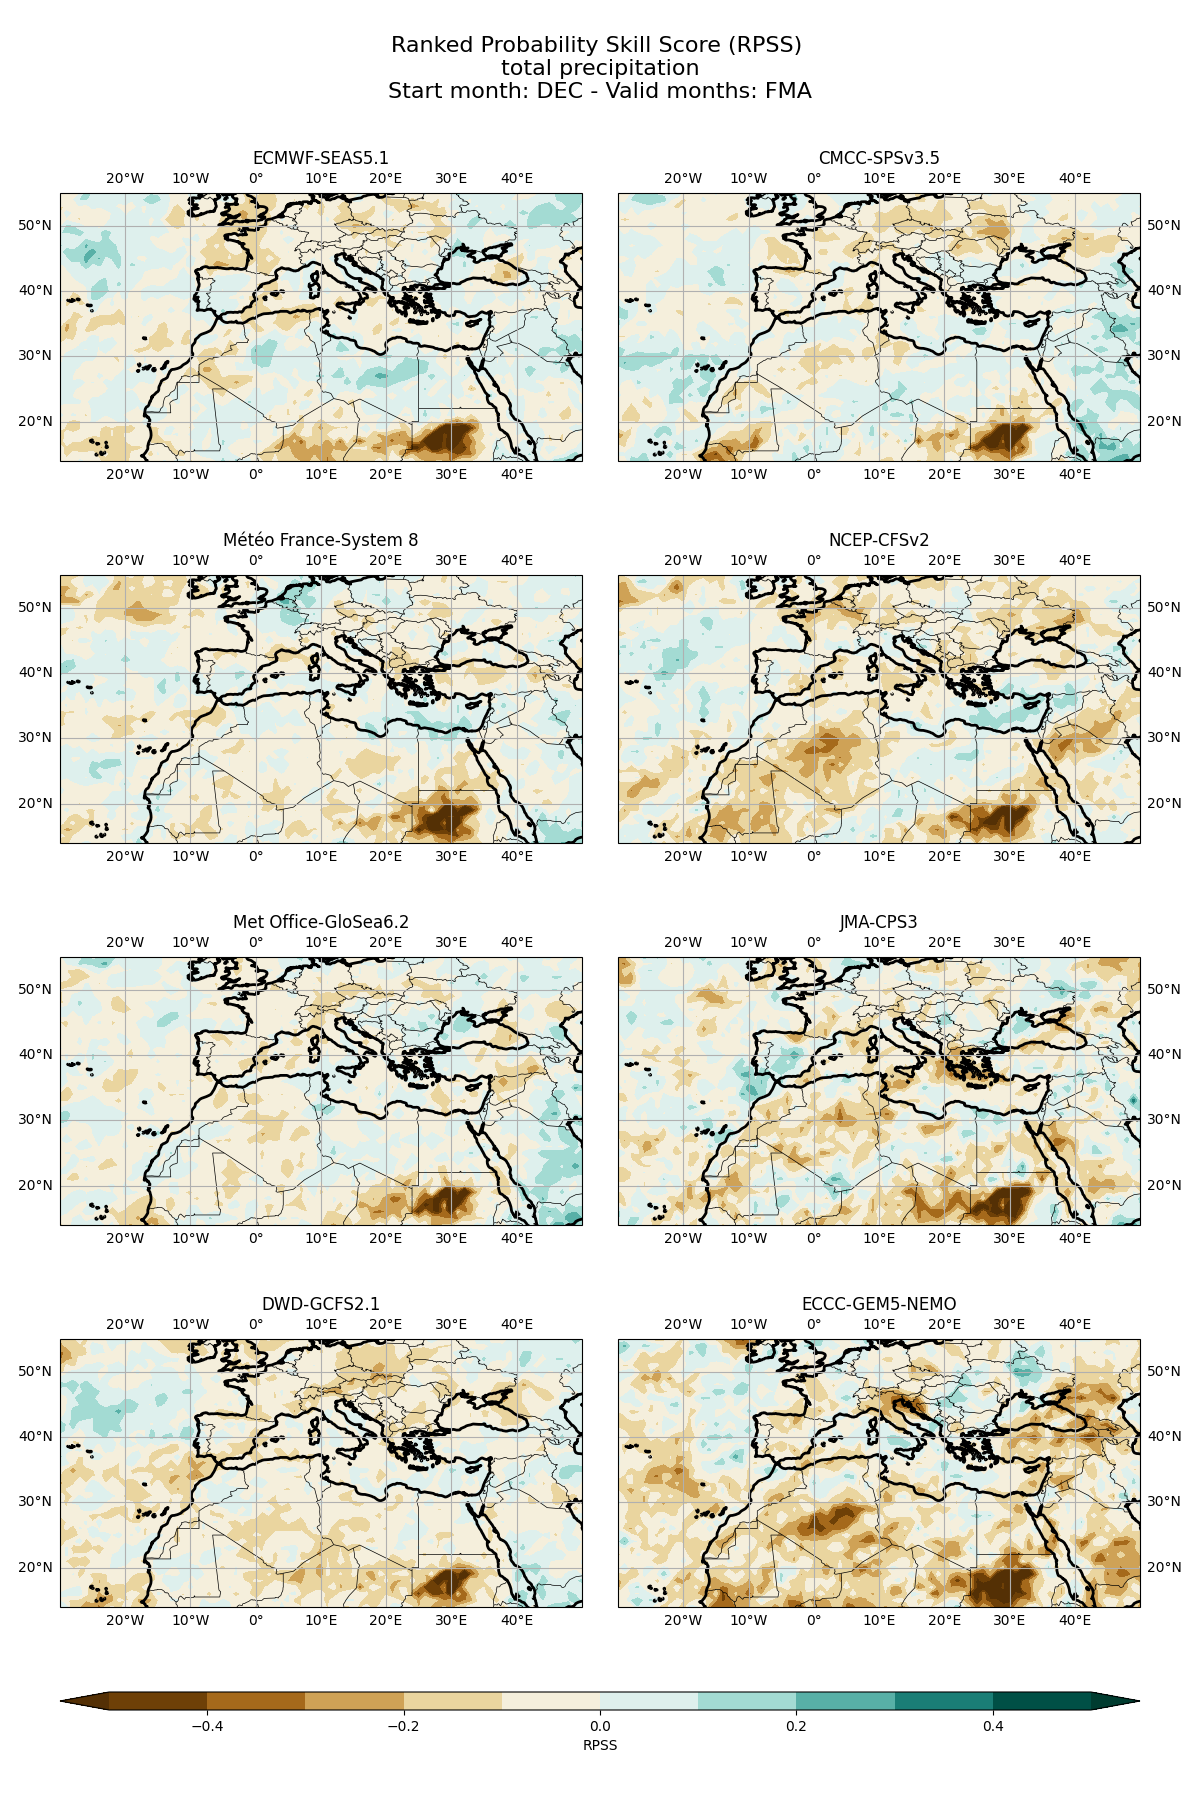 Ranked Probability Skill Score (RPSS)
total precipitation
Start month: DEC - Valid months: FMA
ECMWF-SEAS5.1
20°W 10°W 0° 10°E 20°E 30°E 40°E
50°N
40°N
30°N
20°N
20°W 10°W 0° 10°E 20°E 30°E 40°E
CMCC-SPSv3.5
20°W 10°W 0° 10°E 20°E 30°E 40°E
50°N
40°N
30°N
20°N
20°W 10°W 0° 10°E 20°E 30°E 40°E
Météo France-System 8
20°W 10°W 0° 10°E 20°E 30°E 40°E
50°N
40°N
30°N
20°N
20°W 10°W 0° 10°E 20°E 30°E 40°E
NCEP-CFSv2
20°W 10°W 0° 10°E 20°E 30°E 40°E
50°N
40°N
30°N
20°N
20°W 10°W 0° 10°E 20°E 30°E 40°E
Met Office-GloSea6.2
20°W 10°W 0° 10°E 20°E 30°E 40°E
50°N
40°N
30°N
20°N
20°W 10°W 0° 10°E 20°E 30°E 40°E
JMA-CPS3
20°W 10°W 0° 10°E 20°E 30°E 40°E
50°N
40°N
30°N
20°N
20°W 10°W 0° 10°E 20°E 30°E 40°E
DWD-GCFS2.1
20°W 10°W 0° 10°E 20°E 30°E 40°E
50°N
40°N
30°N
20°N
20°W 10°W 0° 10°E 20°E 30°E 40°E
ECCC-GEM5-NEMO
20°W 10°W 0° 10°E 20°E 30°E 40°E
50°N
40°N
30°N
20°N
20°W 10°W 0° 10°E 20°E 30°E 40°E
−0.4 −0.2 0.0 0.2 0.4
RPSS